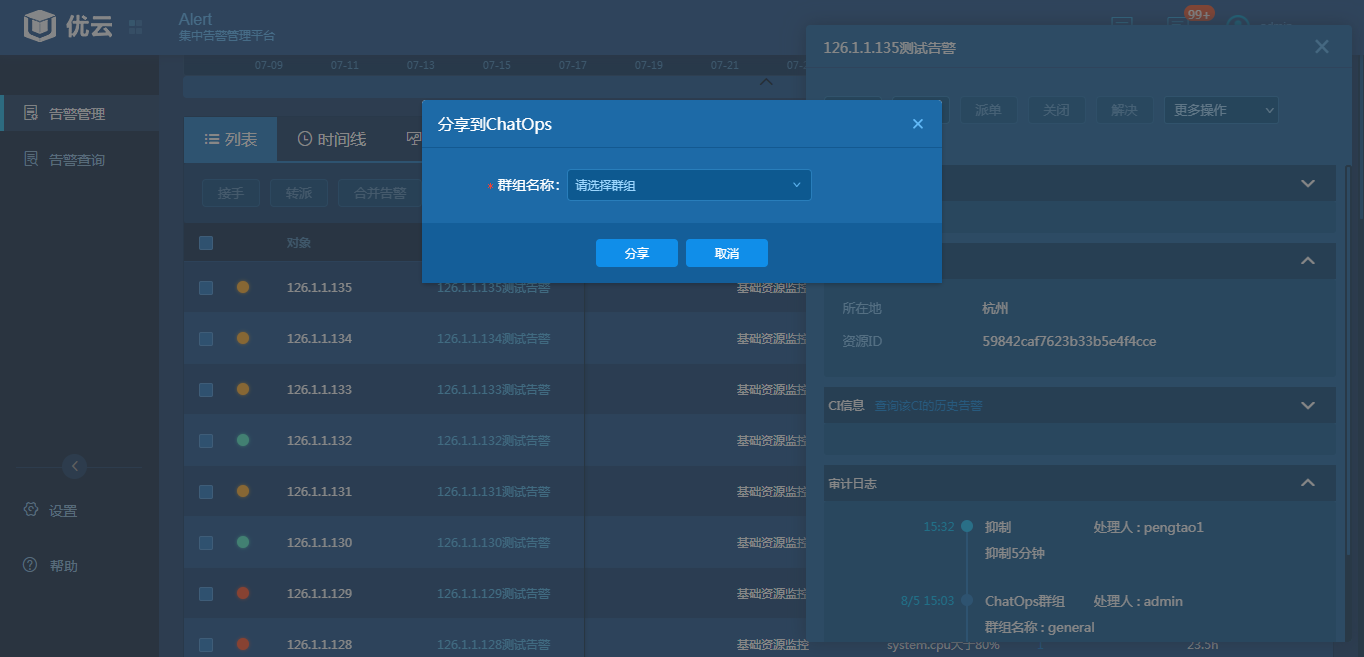 优云
Alert
集中告警管理平台
99+
告警管理
告警查询
设置
帮助
07-09 07-11 07-13 07-15 07-17 07-19 07-21
列表 时间线
接手 转派 合并告警
对象
126.1.1.135 126.1.1.135测试告警 基础资源监控
126.1.1.134 126.1.1.134测试告警 基础资源监控
126.1.1.133 126.1.1.133测试告警 基础资源监控
126.1.1.132 126.1.1.132测试告警 基础资源监控
126.1.1.131 126.1.1.131测试告警 基础资源监控
126.1.1.130 126.1.1.130测试告警 基础资源监控
126.1.1.129 126.1.1.129测试告警 基础资源监控
126.1.1.128 126.1.1.128测试告警 基础资源监控 system.cpu大于80% 1 23.5h
分享到ChatOps
* 群组名称: 请选择群组
分享 取消
126.1.1.135测试告警
派单 关闭 解决 更多操作
所在地 杭州
资源ID 59842caf7623b33b5e4f4cce
CI信息 查询该CI的历史告警
审计日志
15:32 抑制 处理人 : pengtao1
抑制5分钟
8/5 15:03 ChatOps群组 处理人 : admin
群组名称 : general